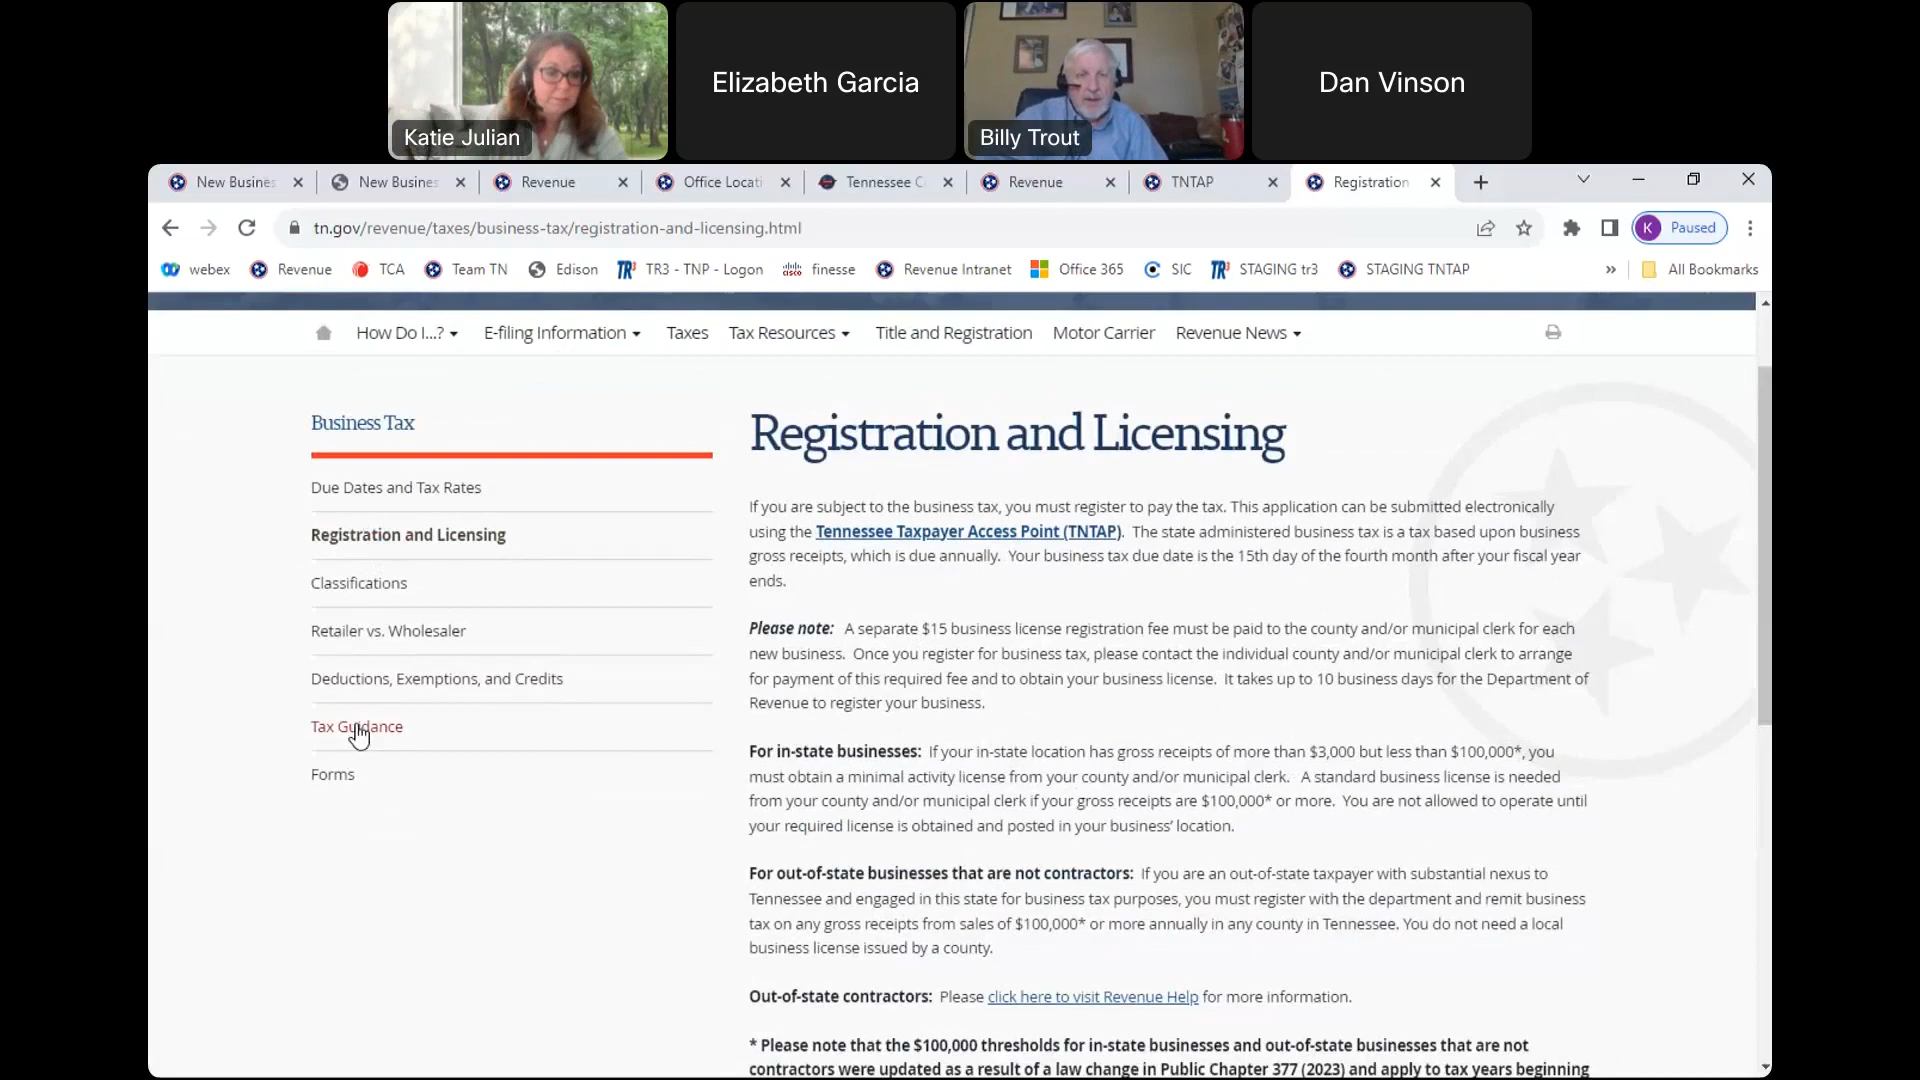 Katie Julian
Elizabeth Garcia
Billy Trout
Dan Vinson
New Busines
New Busines
Revenue
Office Locati
Tennessee C
Revenue
TNTAP
Registration
tn.gov/revenue/taxes/business-tax/registration-and-licensing.html
K Paused
webex
Revenue
TCA
Team TN
Edison
TR3 - TNP - Logon
finesse
Revenue Intranet
Office 365
SIC
STAGING tr3
STAGING TNTAP
»
All Bookmarks
How Do I...?
E-filing Information
Taxes
Tax Resources
Title and Registration
Motor Carrier
Revenue News
Business Tax
Due Dates and Tax Rates
Registration and Licensing
Classifications
Retailer vs. Wholesaler
Deductions, Exemptions, and Credits
Tax Guidance
Forms
Registration and Licensing
If you are subject to the business tax, you must register to pay the tax. This application can be submitted electronically
using the Tennessee Taxpayer Access Point (TNTAP). The state administered business tax is a tax based upon business
gross receipts, which is due annually. Your business tax due date is the 15th day of the fourth month after your fiscal year
ends.
Please note: A separate $15 business license registration fee must be paid to the county and/or municipal clerk for each
new business. Once you register for business tax, please contact the individual county and/or municipal clerk to arrange
for payment of this required fee and to obtain your business license. It takes up to 10 business days for the Department of
Revenue to register your business.
For in-state businesses: If your in-state location has gross receipts of more than $3,000 but less than $100,000*, you
must obtain a minimal activity license from your county and/or municipal clerk. A standard business license is needed
from your county and/or municipal clerk if your gross receipts are $100,000* or more. You are not allowed to operate until
your required license is obtained and posted in your business’ location.
For out-of-state businesses that are not contractors: If you are an out-of-state taxpayer with substantial nexus to
Tennessee and engaged in this state for business tax purposes, you must register with the department and remit business
tax on any gross receipts from sales of $100,000* or more annually in any county in Tennessee. You do not need a local
business license issued by a county.
Out-of-state contractors: Please click here to visit Revenue Help for more information.
* Please note that the $100,000 thresholds for in-state businesses and out-of-state businesses that are not
contractors were updated as a result of a law change in Public Chapter 377 (2023) and apply to tax years beginning